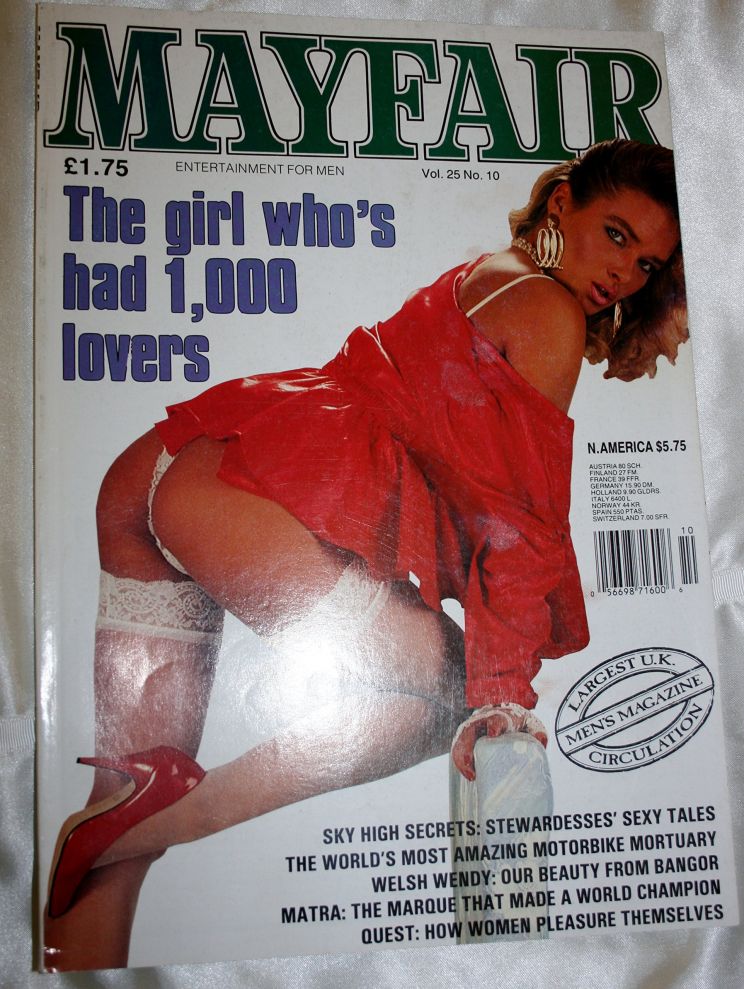 MAYFAIR
£1.75
ENTERTAINMENT FOR MEN
Vol. 25 No. 10
The girl who's
had 1,000
lovers
N.AMERICA $5.75
AUSTRIA 80 SCH.
FINLAND 27 FM.
FRANCE 39 FFR.
GERMANY 15.90 DM.
HOLLAND 9.90 GLDRS.
ITALY 6400 L
NORWAY 44 KR.
SPAIN 550 PTAS.
SWITZERLAND 7.00 SFR.
10
0 56698 71600 6
LARGEST U.K.
MEN'S MAGAZINE
CIRCULATION
SKY HIGH SECRETS: STEWARDESSES' SEXY TALES
THE WORLD'S MOST AMAZING MOTORBIKE MORTUARY
WELSH WENDY: OUR BEAUTY FROM BANGOR
MATRA: THE MARQUE THAT MADE A WORLD CHAMPION
QUEST: HOW WOMEN PLEASURE THEMSELVES